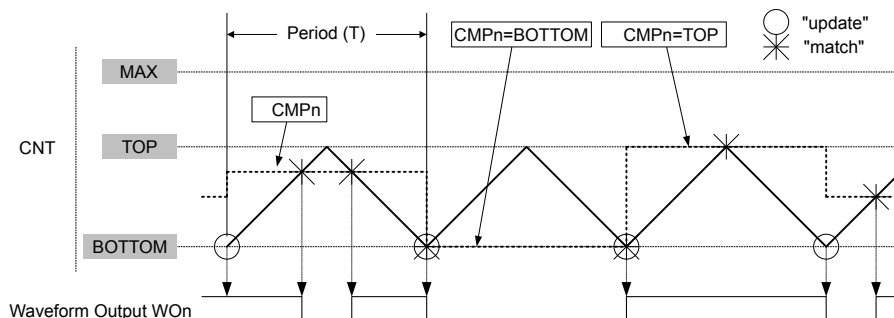 Period (T)
CMPn=BOTTOM
CMPn=TOP
"update"
"match"
MAX
CMPn
CNT
TOP
BOTTOM
Waveform Output WOn